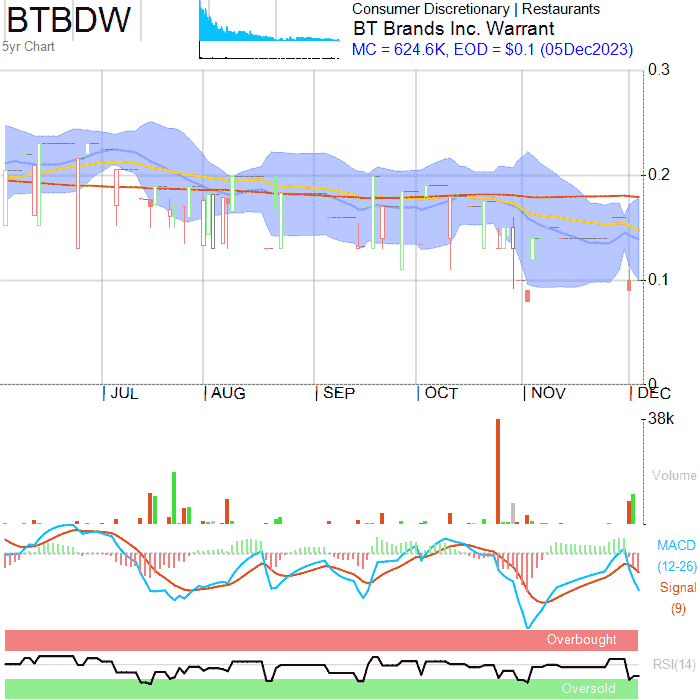 BTBDW
5yr Chart
Consumer Discretionary | Restaurants
BT Brands Inc. Warrant
MC = 624.6K, EOD = $0.1 (05Dec2023)
0.3
0.2
0.1
0
JUL AUG SEP OCT NOV DEC
38k
Volume
MACD
(12-26)
Signal
(9)
Overbought
RSI(14)
Oversold